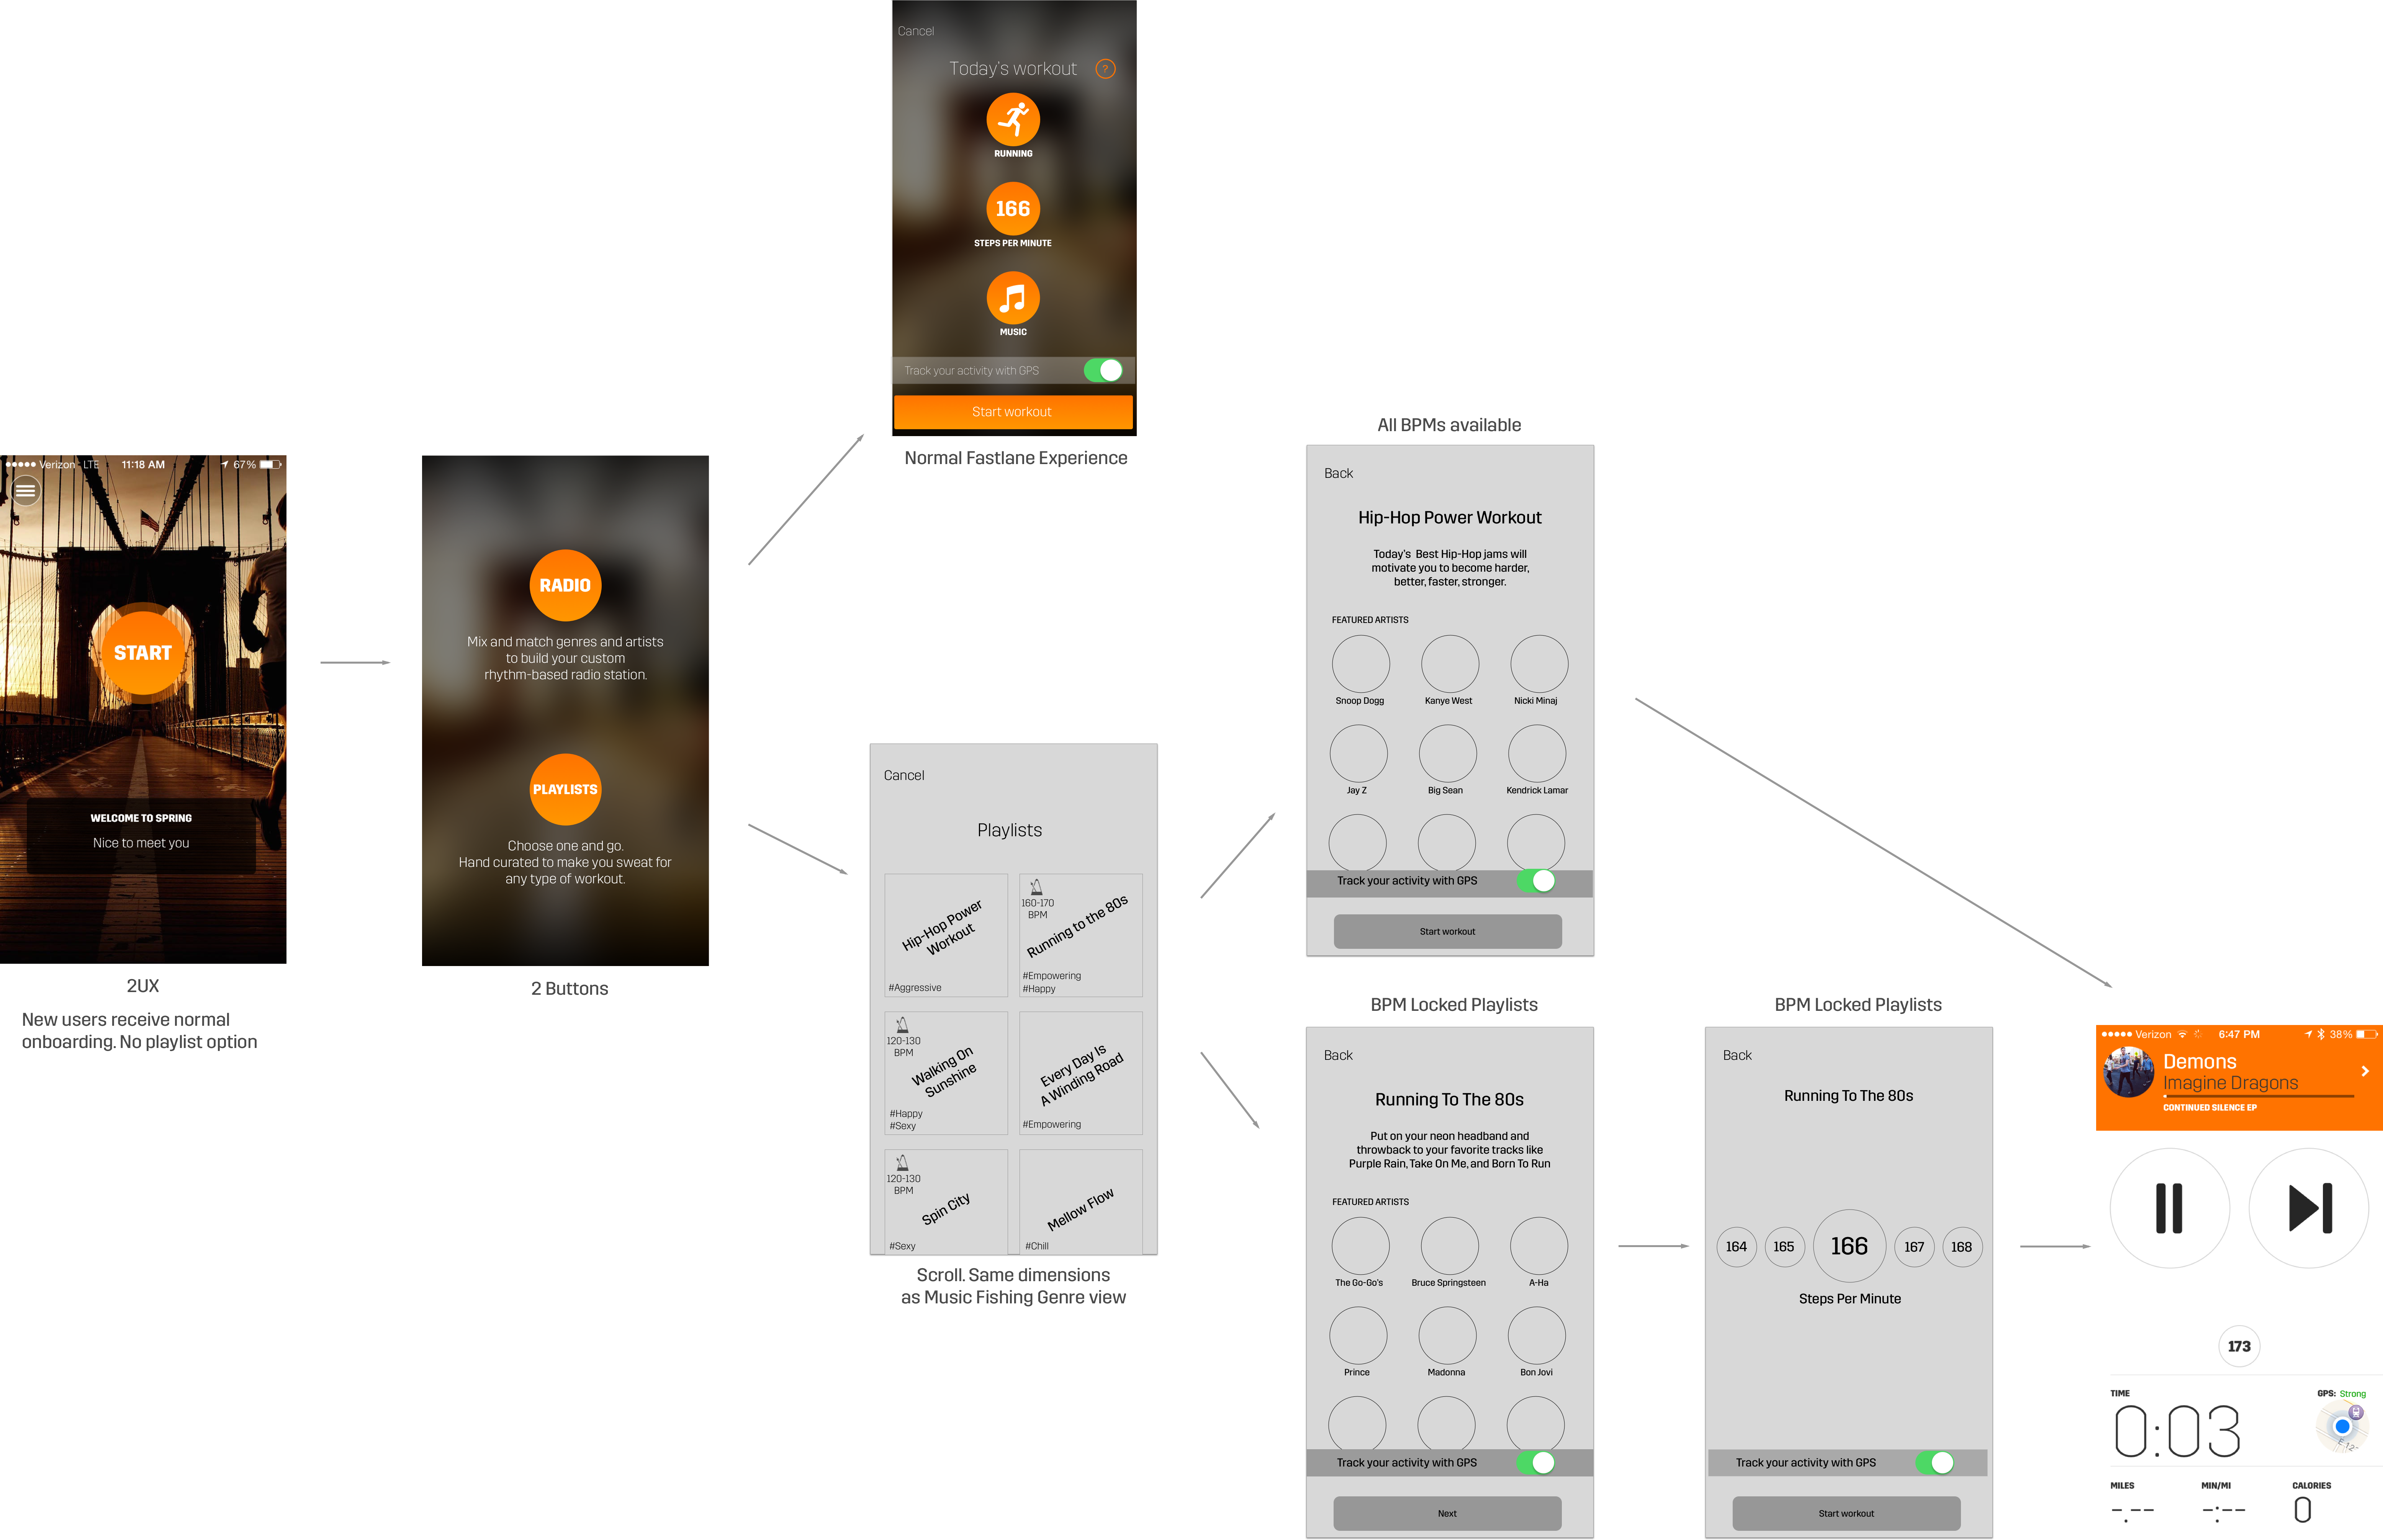 Verizon LTE 11:18 AM 67%
START
WELCOME TO SPRING
Nice to meet you
2UX
New users receive normal
onboarding. No playlist option
RADIO
Mix and match genres and artists
to build your custom
rhythm-based radio station.
PLAYLISTS
Choose one and go.
Hand curated to make you sweat for
any type of workout.
2 Buttons
Cancel
Today's workout ?
RUNNING
166
STEPS PER MINUTE
MUSIC
Track your activity with GPS
Start workout
Normal Fastlane Experience
Cancel
Playlists
Hip-Hop Power
Workout
#Aggressive
160-170
BPM
Running to the 80s
#Empowering
#Happy
120-130
BPM
Walking On
Sunshine
#Happy
#Sexy
Every Day Is
A Winding Road
#Empowering
120-130
BPM
Spin City
#Sexy
Mellow Flow
#Chill
Scroll. Same dimensions
as Music Fishing Genre view
All BPMs available
Back
Hip-Hop Power Workout
Today's Best Hip-Hop jams will
motivate you to become harder,
better, faster, stronger.
FEATURED ARTISTS
Snoop Dogg Kanye West Nicki Minaj
Jay Z Big Sean Kendrick Lamar
Track your activity with GPS
Start workout
BPM Locked Playlists
Back
Running To The 80s
Put on your neon headband and
throwback to your favorite tracks like
Purple Rain, Take On Me, and Born To Run
FEATURED ARTISTS
The Go-Go's Bruce Springsteen A-Ha
Prince Madonna Bon Jovi
Track your activity with GPS
Next
BPM Locked Playlists
Back
Running To The 80s
164 165 166 167 168
Steps Per Minute
Track your activity with GPS
Start workout
Verizon 6:47 PM 38%
Demons
Imagine Dragons
CONTINUED SILENCE EP
173
TIME GPS: Strong
0:03
E 12
MILES MIN/MI CALORIES
-.-- -:-- 0